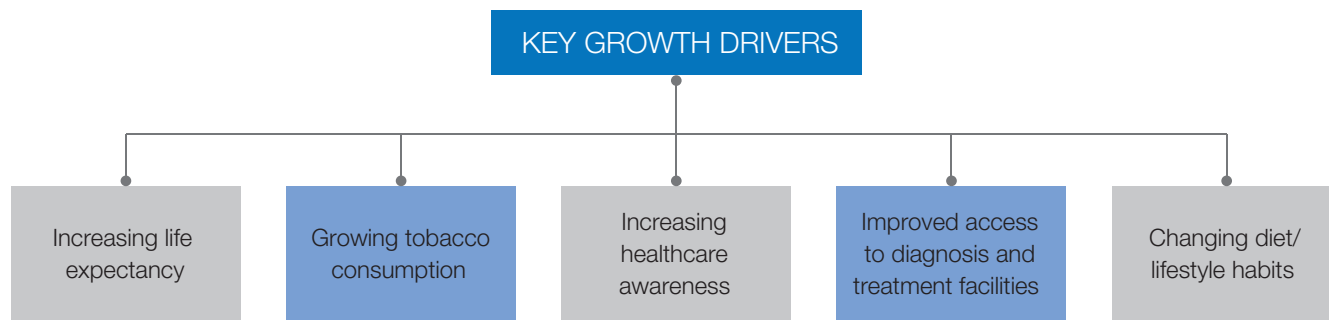 KEY GROWTH DRIVERS
Increasing life
expectancy
Growing tobacco
consumption
Increasing
healthcare
awareness
Improved access
to diagnosis and
treatment facilities
Changing diet/
lifestyle habits